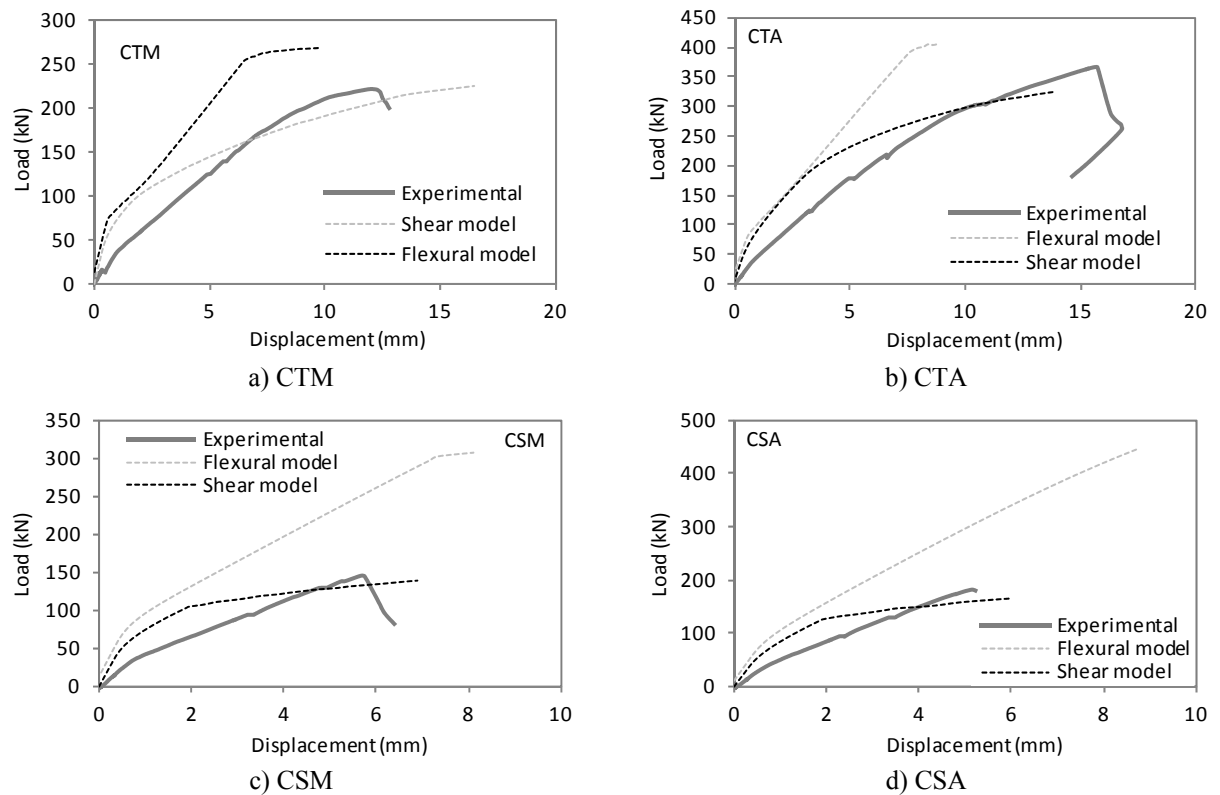 300
250
200
150
100
50
0
Load (kN)
CTM
Experimental
Shear model
Flexural model
0 5 10 15 20
Displacement (mm)
a) CTM
450
400
350
300
250
200
150
100
50
0
Load (kN)
CTA
Experimental
Flexural model
Shear model
0 5 10 15 20
Displacement (mm)
b) CTA
350
300
250
200
150
100
50
0
Load (kN)
CSM
Experimental
Flexural model
Shear model
0 2 4 6 8 10
Displacement (mm)
c) CSM
500
400
300
200
100
0
Load (kN)
CSA
Experimental
Flexural model
Shear model
0 2 4 6 8 10
Displacement (mm)
d) CSA